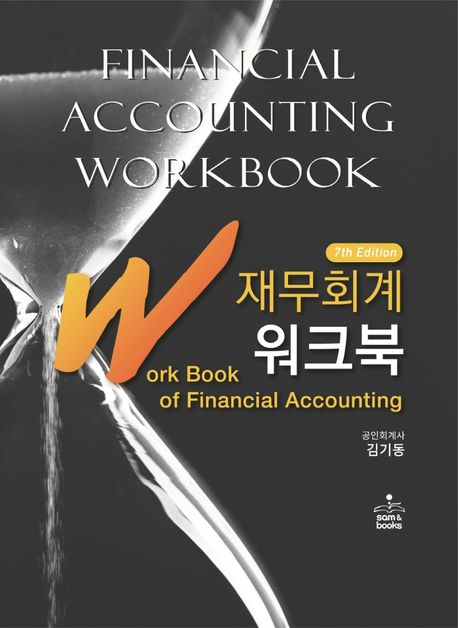 FINANCIAL
ACCOUNTING
WORKBOOK
7th Edition
재무회계
워크북
Work Book
of Financial Accounting
공인회계사
김기동
sam &
books